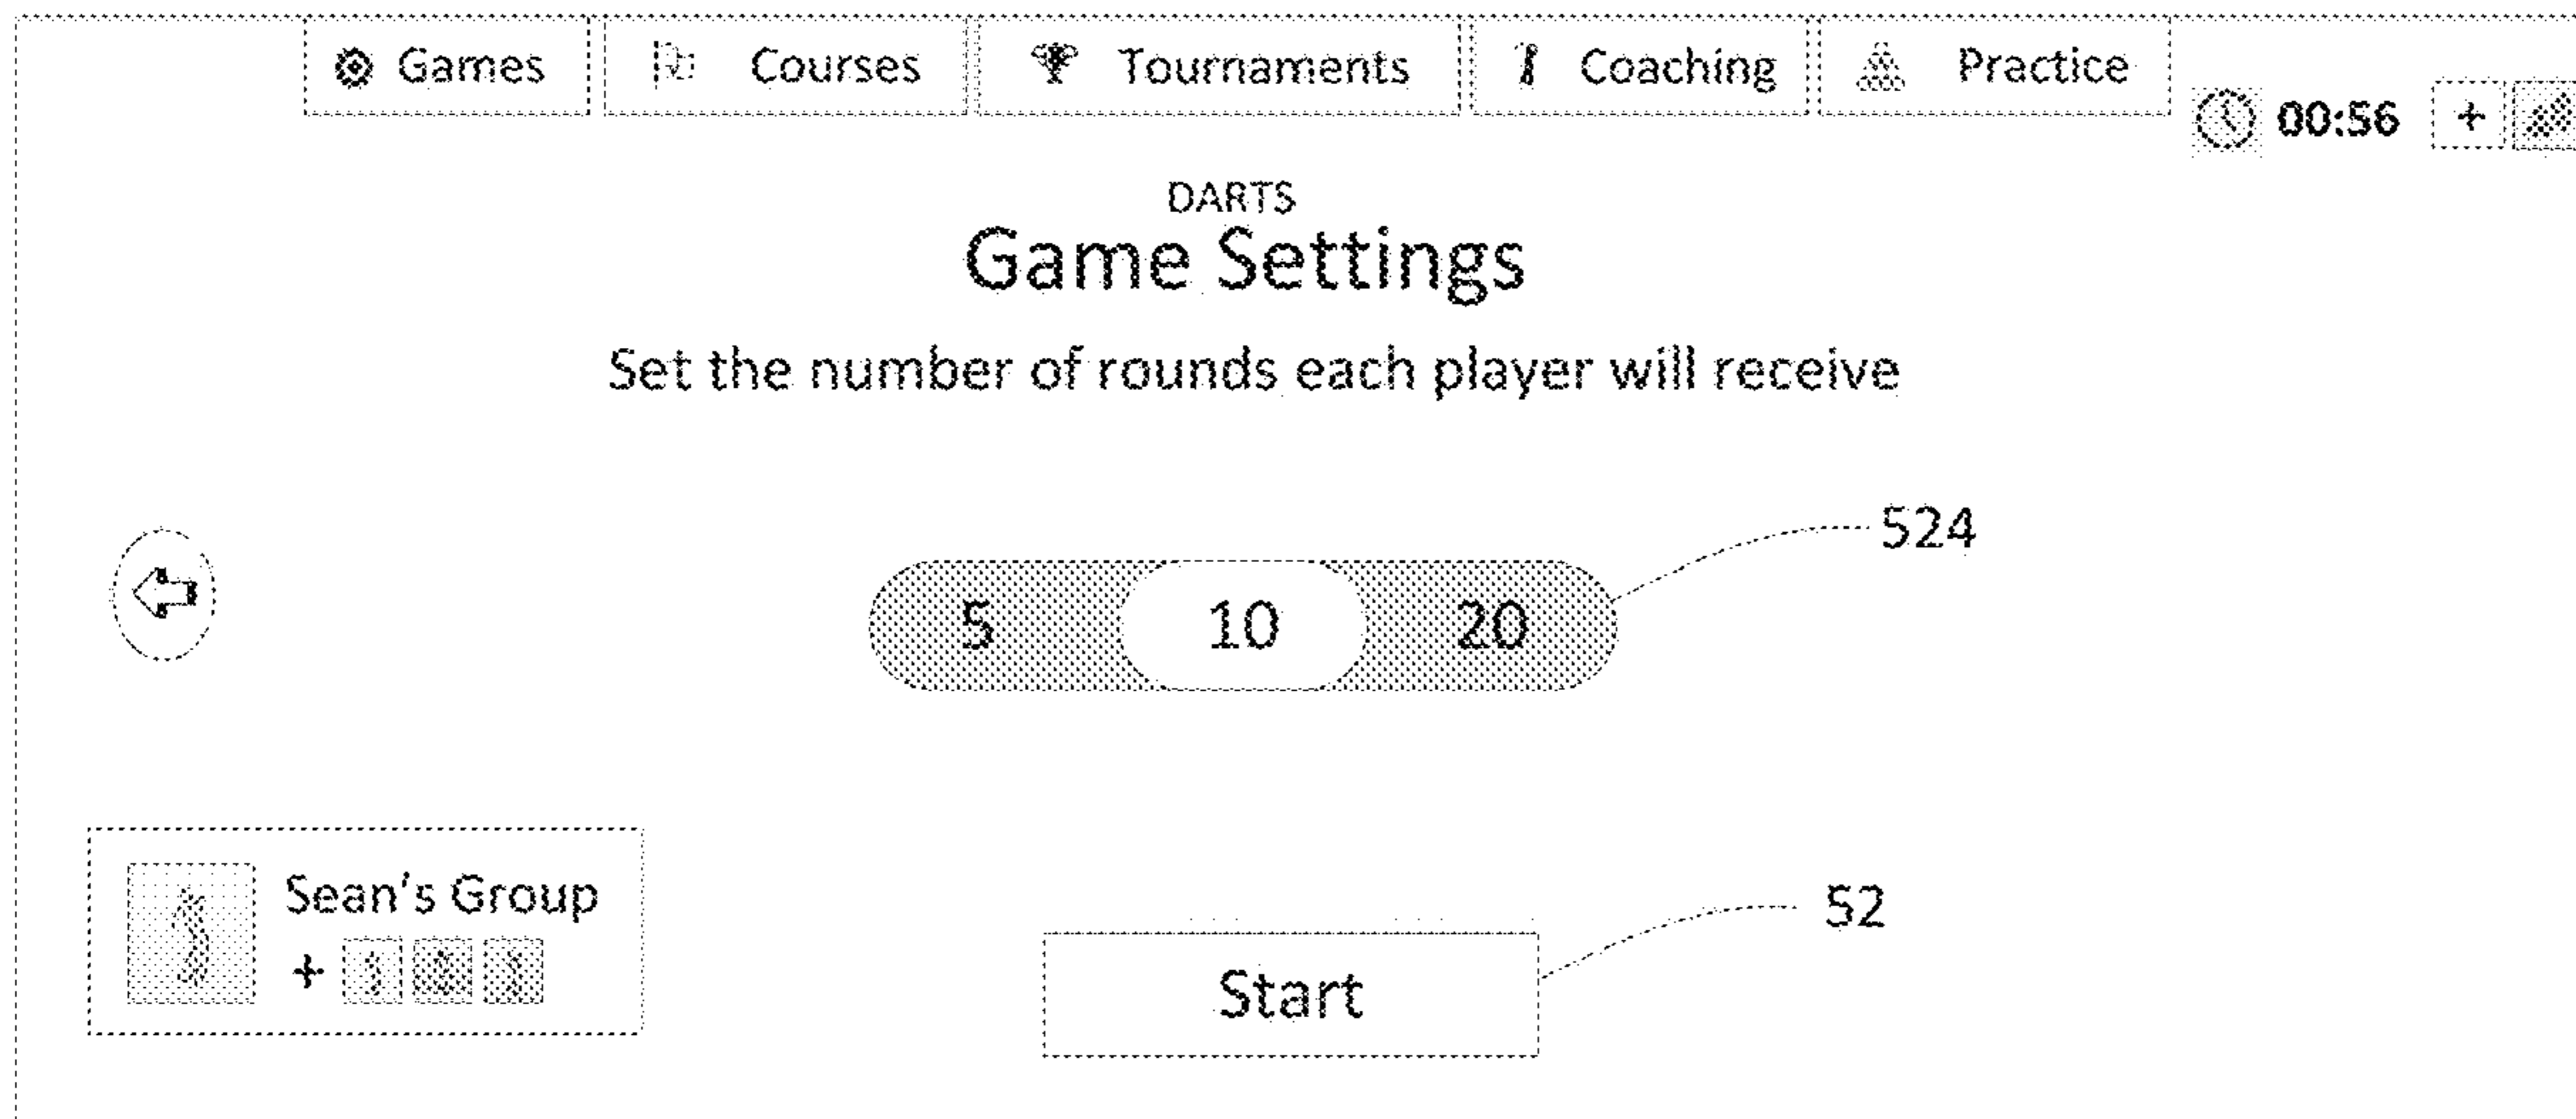 Games Courses Tournaments Coaching Practice
00:56 +
DARTS
Game Settings
Set the number of rounds each player will receive
524
5 10 20
Sean's Group
+
52
Start